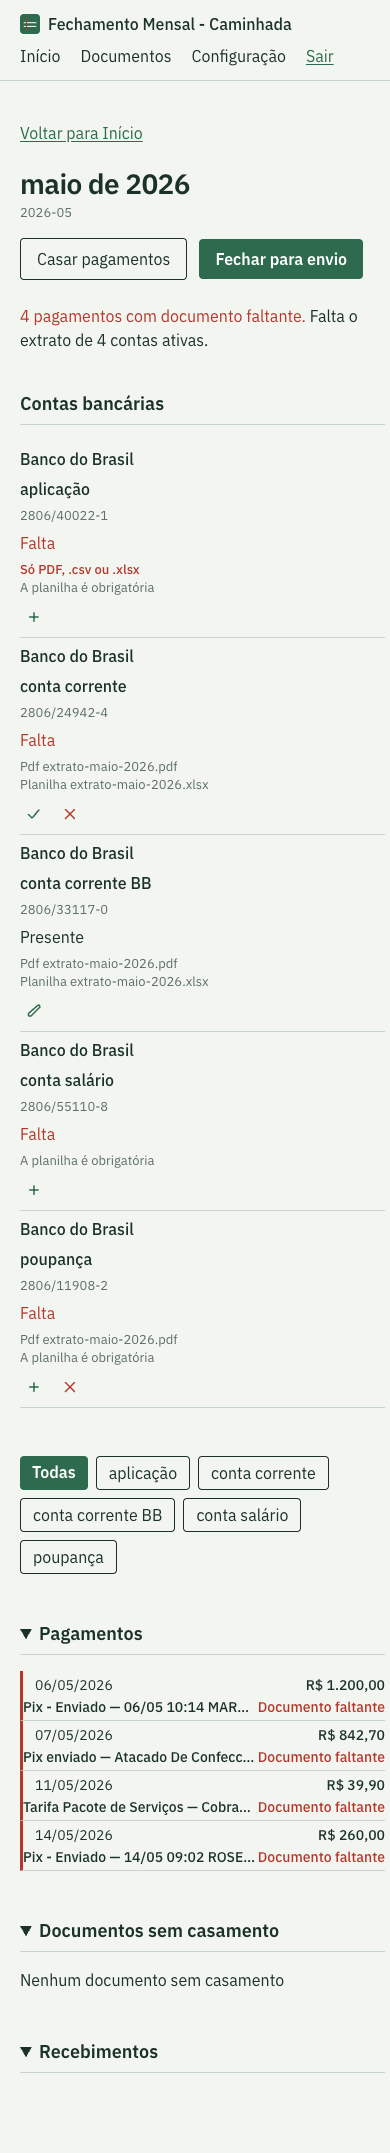 Fechamento Mensal - Caminhada
Início Documentos Configuração Sair
Voltar para Início
maio de 2026
2026-05
Casar pagamentos Fechar para envio
4 pagamentos com documento faltante. Falta o
extrato de 4 contas ativas.
Contas bancárias
Banco do Brasil
aplicação
2806/40022-1
Falta
Só PDF, .csv ou .xlsx
A planilha é obrigatória
Banco do Brasil
conta corrente
2806/24942-4
Falta
Pdf extrato-maio-2026.pdf
Planilha extrato-maio-2026.xlsx
Banco do Brasil
conta corrente BB
2806/33117-0
Presente
Pdf extrato-maio-2026.pdf
Planilha extrato-maio-2026.xlsx
Banco do Brasil
conta salário
2806/55110-8
Falta
A planilha é obrigatória
Banco do Brasil
poupança
2806/11908-2
Falta
Pdf extrato-maio-2026.pdf
A planilha é obrigatória
Todas aplicação conta corrente
conta corrente BB conta salário
poupança
Pagamentos
06/05/2026 R$ 1.200,00
Pix - Enviado — 06/05 10:14 MAR... Documento faltante
07/05/2026 R$ 842,70
Pix enviado — Atacado De Confecc... Documento faltante
11/05/2026 R$ 39,90
Tarifa Pacote de Serviços — Cobra... Documento faltante
14/05/2026 R$ 260,00
Pix - Enviado — 14/05 09:02 ROSE... Documento faltante
Documentos sem casamento
Nenhum documento sem casamento
Recebimentos